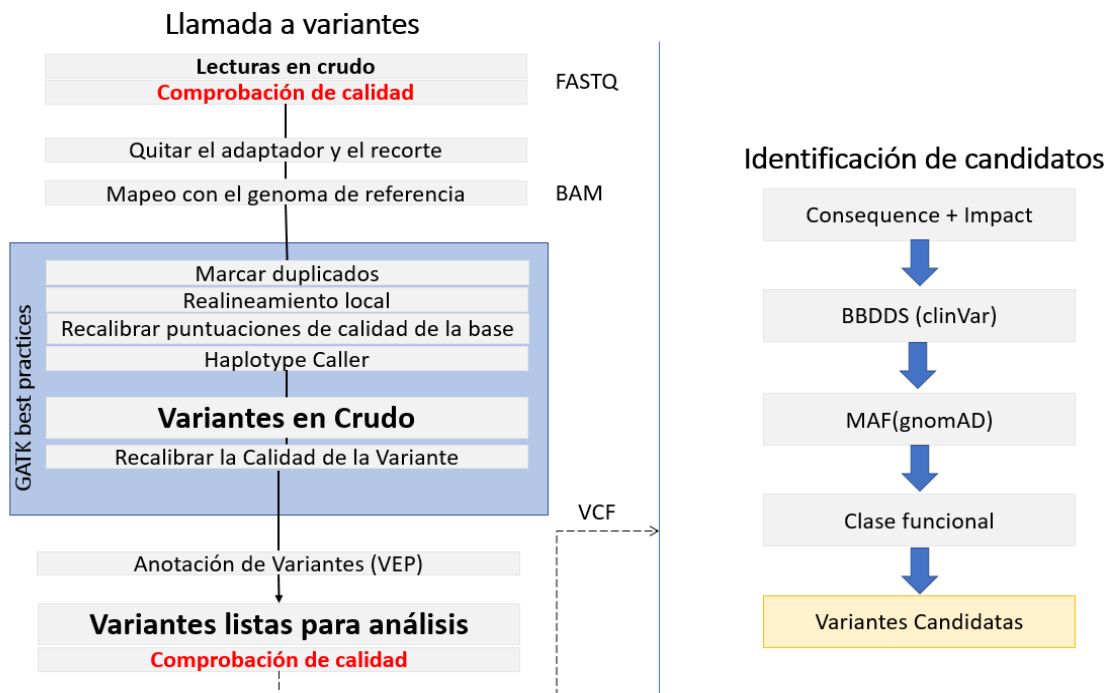 Llamada a variantes
Lecturas en crudo
Comprobación de calidad
FASTQ
Quitar el adaptador y el recorte
Mapeo con el genoma de referencia
BAM
GATK best practices
Marcar duplicados
Realineamiento local
Recalibrar puntuaciones de calidad de la base
Haplotype Caller
Variantes en Crudo
Recalibrar la Calidad de la Variante
VCF
Anotación de Variantes (VEP)
Variantes listas para análisis
Comprobación de calidad
Identificación de candidatos
Consequence + Impact
BBDDS (clinVar)
MAF(gnomAD)
Clase funcional
Variantes Candidatas